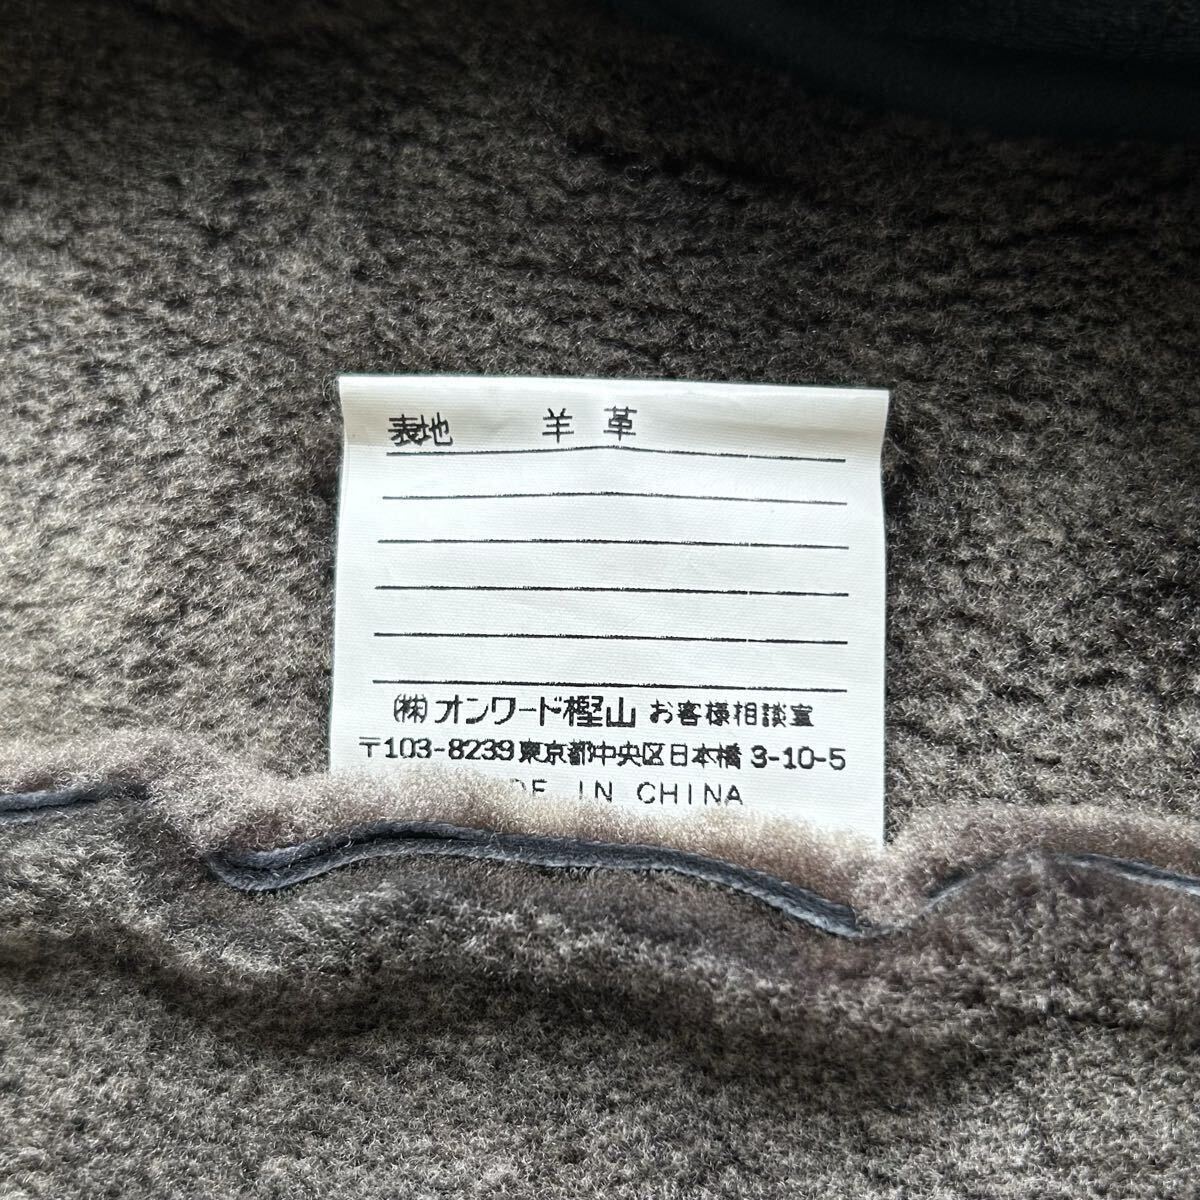 表地 羊革
(株)オンワード樫山 お客様相談室
〒103-8239 東京都中央区日本橋 3-10-5
IN CHINA